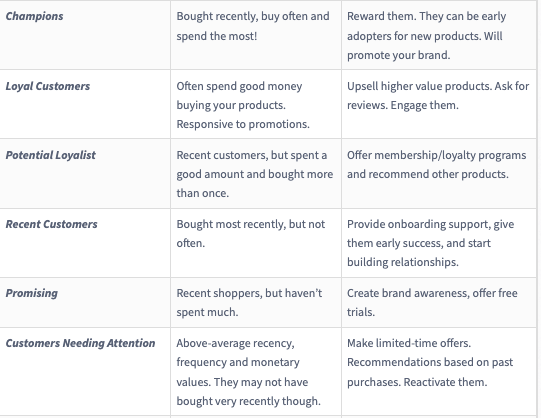 Champions
Bought recently, buy often and
spend the most!
Reward them. They can be early
adopters for new products. Will
promote your brand.
Loyal Customers
Often spend good money
buying your products.
Responsive to promotions.
Upsell higher value products. Ask for
reviews. Engage them.
Potential Loyalist
Recent customers, but spent a
good amount and bought more
than once.
Offer membership/loyalty programs
and recommend other products.
Recent Customers
Bought most recently, but not
often.
Provide onboarding support, give
them early success, and start
building relationships.
Promising
Recent shoppers, but haven't
spent much.
Create brand awareness, offer free
trials.
Customers Needing Attention
Above-average recency,
frequency and monetary
values. They may not have
bought very recently though.
Make limited-time offers.
Recommendations based on past
purchases. Reactivate them.